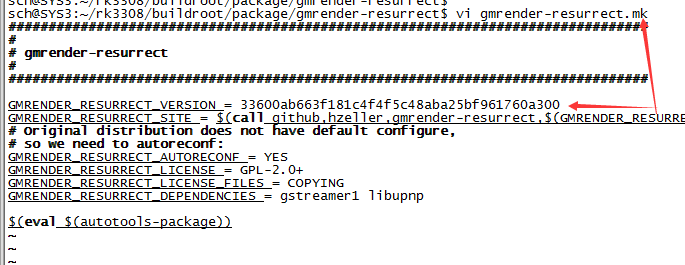 sch@SYS3:~/rk3308/buildroot/package/gmrender-resurrect$
sch@SYS3:~/rk3308/buildroot/package/gmrender-resurrect$ vi gmrender-resurrect.mk
################################################################################
#
# gmrender-resurrect
#
################################################################################
GMRENDER_RESURRECT_VERSION = 33600ab663f181c4f4f5c48aba25bf961760a300
GMRENDER_RESURRECT_SITE = $(call github,hzeller,gmrender-resurrect,$(GMRENDER_RESURRE
# Original distribution does not have default configure,
# so we need to autoreconf:
GMRENDER_RESURRECT_AUTORECONF = YES
GMRENDER_RESURRECT_LICENSE = GPL-2.0+
GMRENDER_RESURRECT_LICENSE_FILES = COPYING
GMRENDER_RESURRECT_DEPENDENCIES = gstreamer1 libupnp
$(eval $(autotools-package))
~
~
~